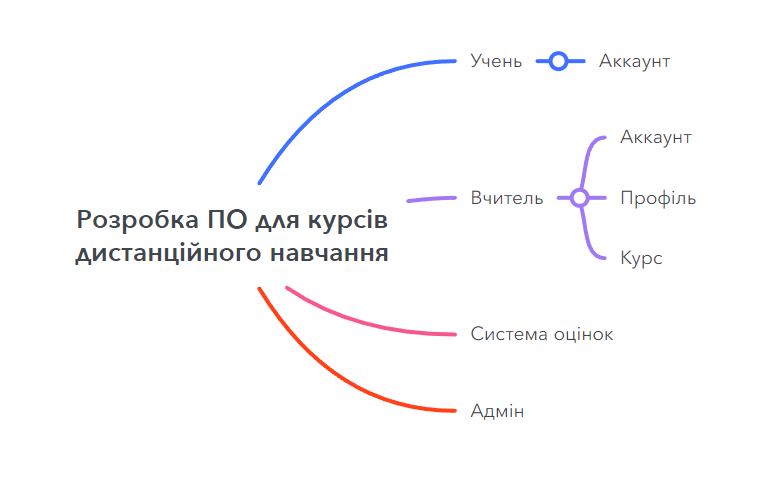 Учень
Аккаунт
Аккаунт
Розробка ПО для курсів
дистанційного навчання
Вчитель
Профіль
Курс
Система оцінок
Адмін